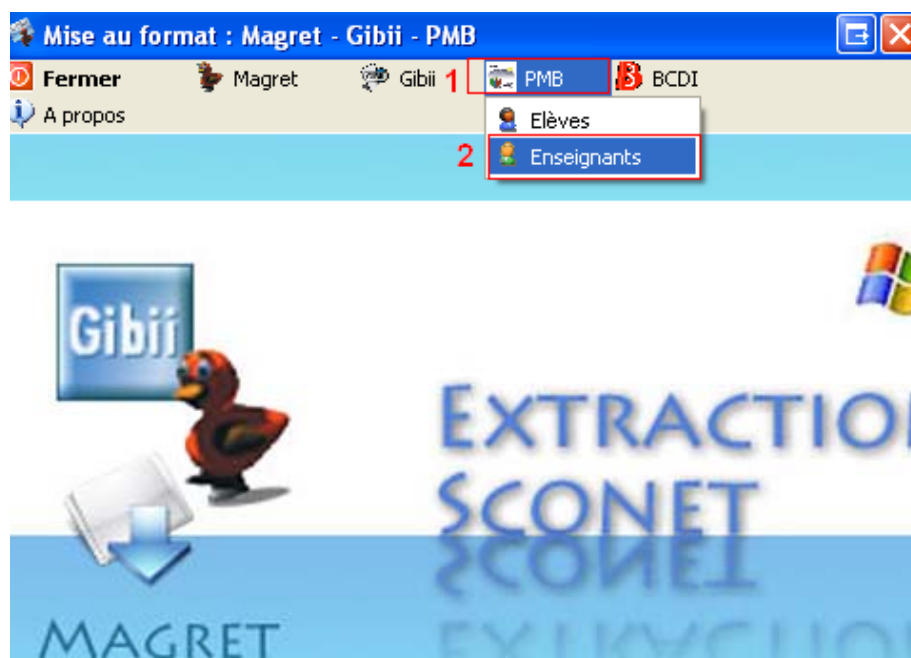 Mise au format : Magret - Gibii - PMB
Fermer Magret Gibii 1 PMB BCDI
A propos
Elèves
2 Enseignants
Gibii
EXTRACTIO
SCONET
MAGRET